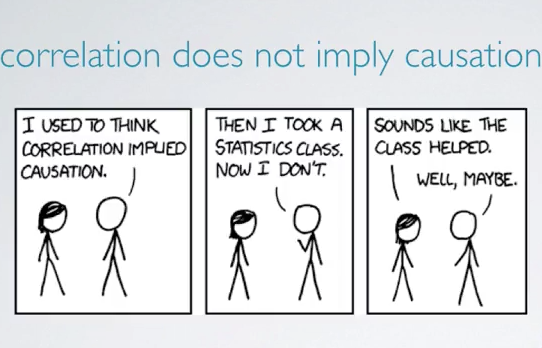 correlation does not imply causation
I USED TO THINK
CORRELATION IMPLIED
CAUSATION.
THEN I TOOK A
STATISTICS CLASS.
NOW I DON'T.
SOUNDS LIKE THE
CLASS HELPED.
WELL, MAYBE.